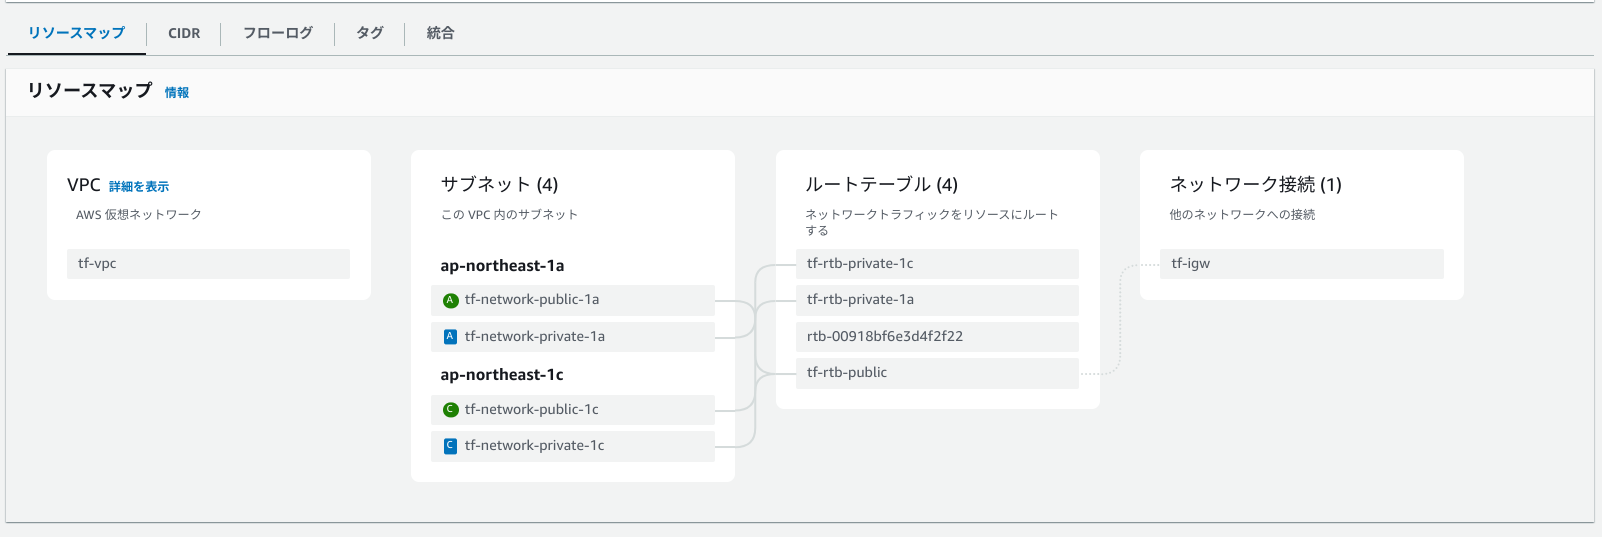 リソースマップ
CIDR
フローログ
タグ
統合
リソースマップ 情報
VPC 詳細を表示
AWS 仮想ネットワーク
tf-vpc
サブネット (4)
この VPC 内のサブネット
ap-northeast-1a
A tf-network-public-1a
A tf-network-private-1a
ap-northeast-1c
C tf-network-public-1c
C tf-network-private-1c
ルートテーブル (4)
ネットワークトラフィックをリソースにルート
する
tf-rtb-private-1c
tf-rtb-private-1a
rtb-00918bf6e3d4f2f22
tf-rtb-public
ネットワーク接続 (1)
他のネットワークへの接続
tf-igw